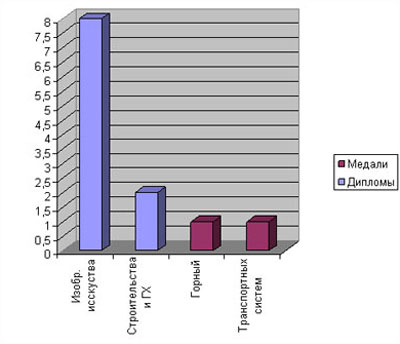 8
7,5
7
6,5
6
5,5
5
4,5
4
3,5
3
2,5
2
1,5
1
0,5
0
Изобр.
исскуства
Строительства
и ГХ
Горный
Транспортных
систем
Медали
Дипломы